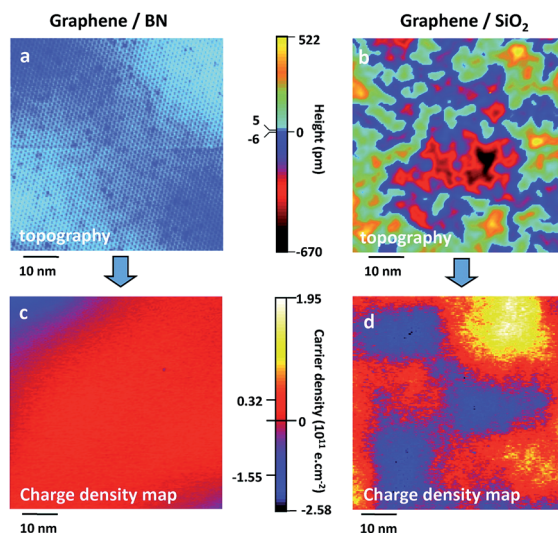 Graphene / BN
Graphene / SiO₂
a
topography
10 nm
522
5
0
-6
-670
Height (pm)
b
topography
10 nm
c
Charge density map
10 nm
1.95
0.32
0
-1.55
-2.58
Carrier density (10¹¹ e.cm⁻²)
d
Charge density map
10 nm